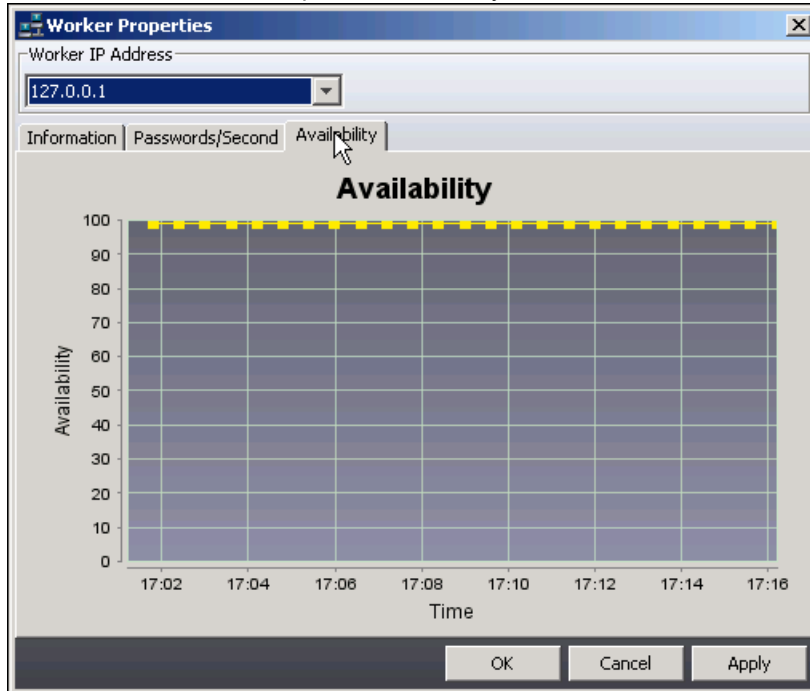 Worker Properties
Worker IP Address
127.0.0.1
Information Passwords/Second Availability
Availability
100
90
80
70
60
50
40
30
20
10
0
Availability
17:02 17:04 17:06 17:08 17:10 17:12 17:14 17:16
Time
OK Cancel Apply